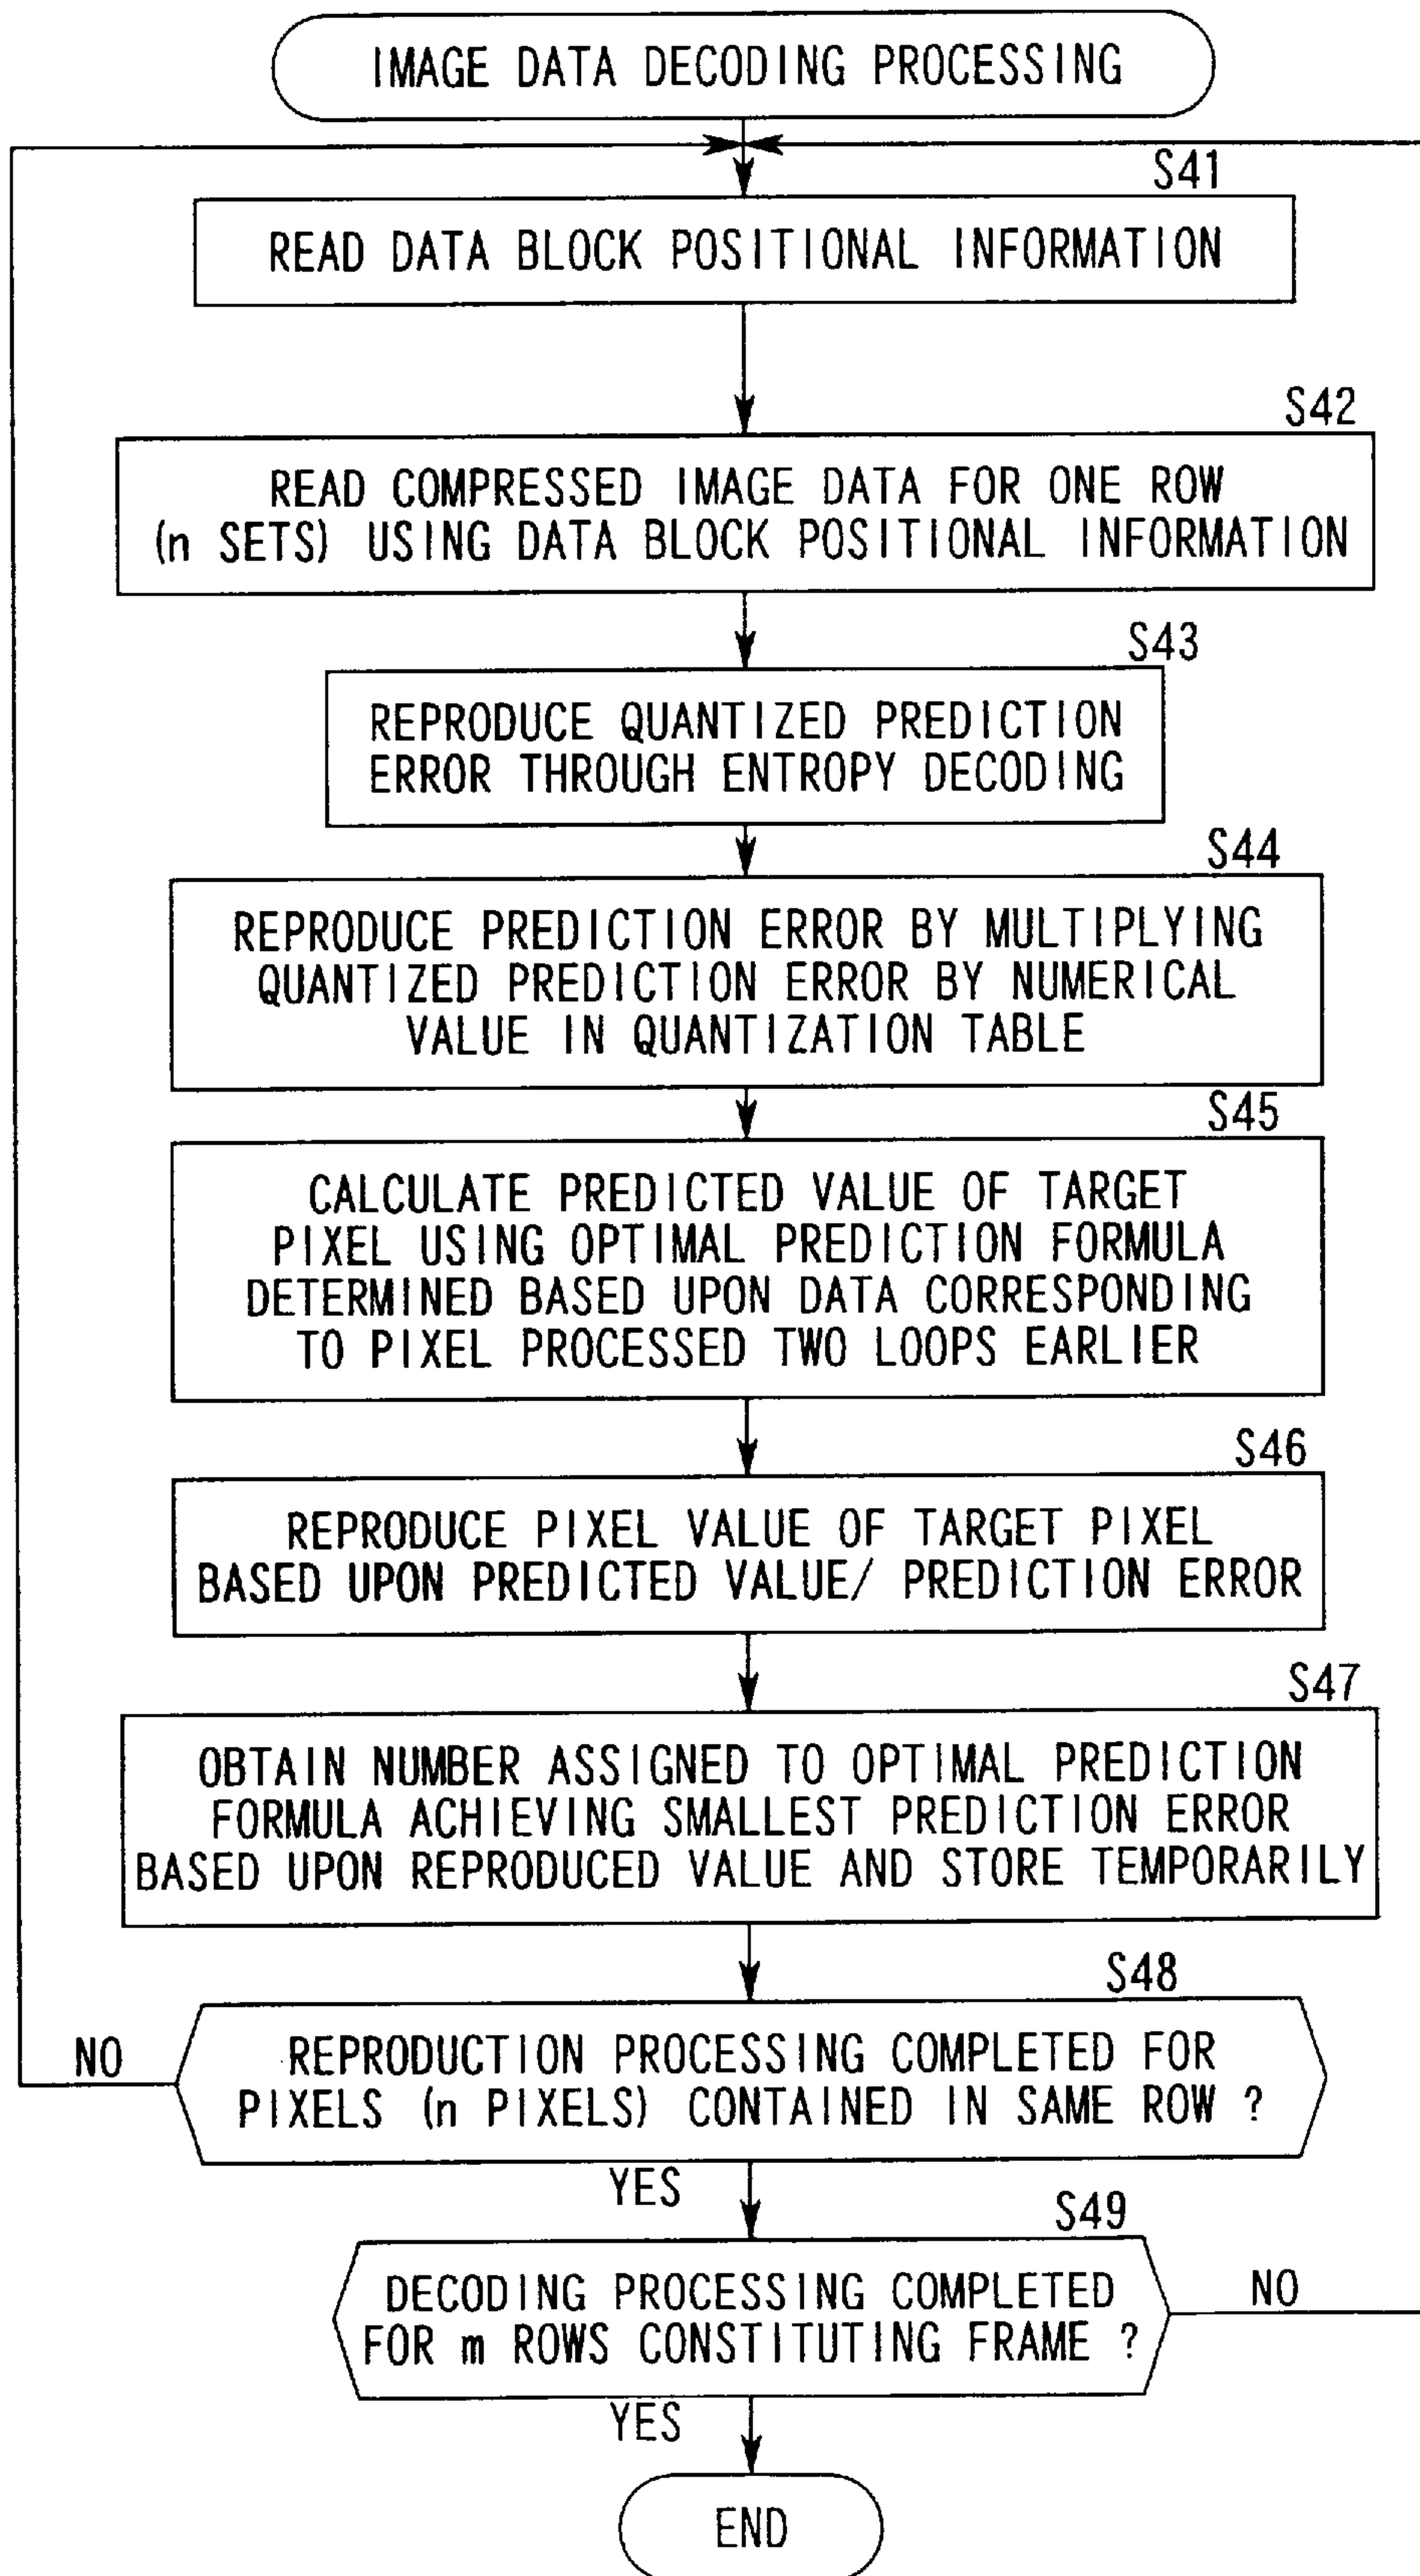 IMAGE DATA DECODING PROCESSING
S41
READ DATA BLOCK POSITIONAL INFORMATION
S42
READ COMPRESSED IMAGE DATA FOR ONE ROW
(n SETS) USING DATA BLOCK POSITIONAL INFORMATION
S43
REPRODUCE QUANTIZED PREDICTION
ERROR THROUGH ENTROPY DECODING
S44
REPRODUCE PREDICTION ERROR BY MULTIPLYING
QUANTIZED PREDICTION ERROR BY NUMERICAL
VALUE IN QUANTIZATION TABLE
S45
CALCULATE PREDICTED VALUE OF TARGET
PIXEL USING OPTIMAL PREDICTION FORMULA
DETERMINED BASED UPON DATA CORRESPONDING
TO PIXEL PROCESSED TWO LOOPS EARLIER
S46
REPRODUCE PIXEL VALUE OF TARGET PIXEL
BASED UPON PREDICTED VALUE/ PREDICTION ERROR
S47
OBTAIN NUMBER ASSIGNED TO OPTIMAL PREDICTION
FORMULA ACHIEVING SMALLEST PREDICTION ERROR
BASED UPON REPRODUCED VALUE AND STORE TEMPORARILY
S48
NO
REPRODUCTION PROCESSING COMPLETED FOR
PIXELS (n PIXELS) CONTAINED IN SAME ROW ?
YES
S49
DECODING PROCESSING COMPLETED
FOR m ROWS CONSTITUTING FRAME ?
NO
YES
END